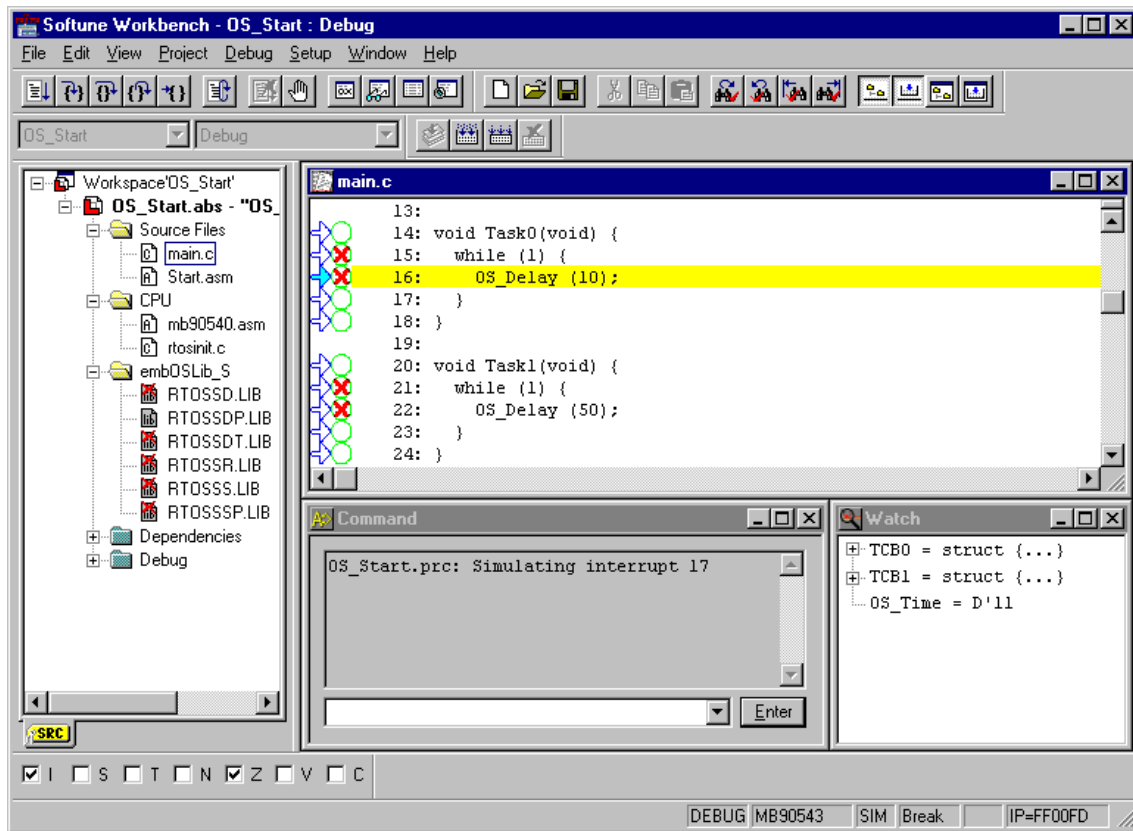 Softune Workbench - OS_Start : Debug
File Edit View Project Debug Setup Window Help
OS_Start Debug
Workspace'OS_Start'
OS_Start.abs - "OS_
Source Files
main.c
Start.asm
CPU
mb90540.asm
rtosinit.c
embOSLib_S
RTOSSD.LIB
RTOSSDP.LIB
RTOSSDT.LIB
RTOSSR.LIB
RTOSSS.LIB
RTOSSSP.LIB
Dependencies
Debug
SRC
main.c
13:
14: void Task0(void) {
15: while (1) {
16: OS_Delay (10);
17: }
18: }
19:
20: void Task1(void) {
21: while (1) {
22: OS_Delay (50);
23: }
24: }
Command
OS_Start.prc: Simulating interrupt 17
Enter
Watch
TCB0 = struct {...}
TCB1 = struct {...}
OS_Time = D'11
I S T N Z V C
DEBUG MB90543 SIM Break IP=FF00FD